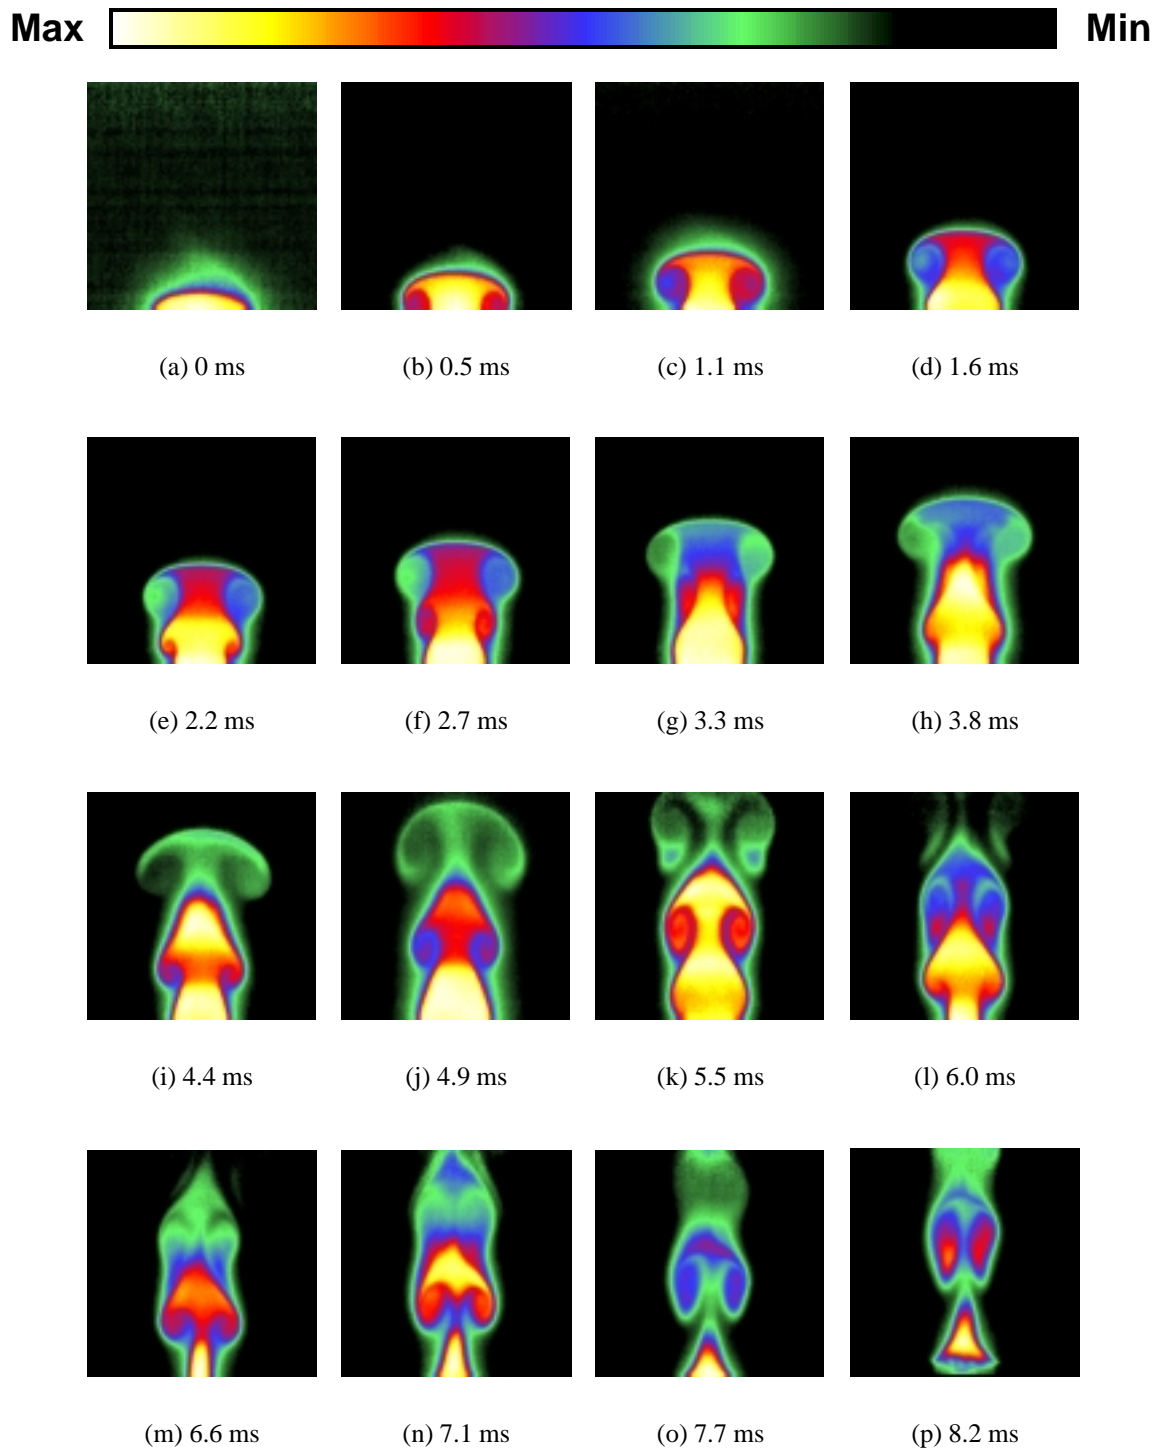 Max Min
(a) 0 ms (b) 0.5 ms (c) 1.1 ms (d) 1.6 ms
(e) 2.2 ms (f) 2.7 ms (g) 3.3 ms (h) 3.8 ms
(i) 4.4 ms (j) 4.9 ms (k) 5.5 ms (l) 6.0 ms
(m) 6.6 ms (n) 7.1 ms (o) 7.7 ms (p) 8.2 ms